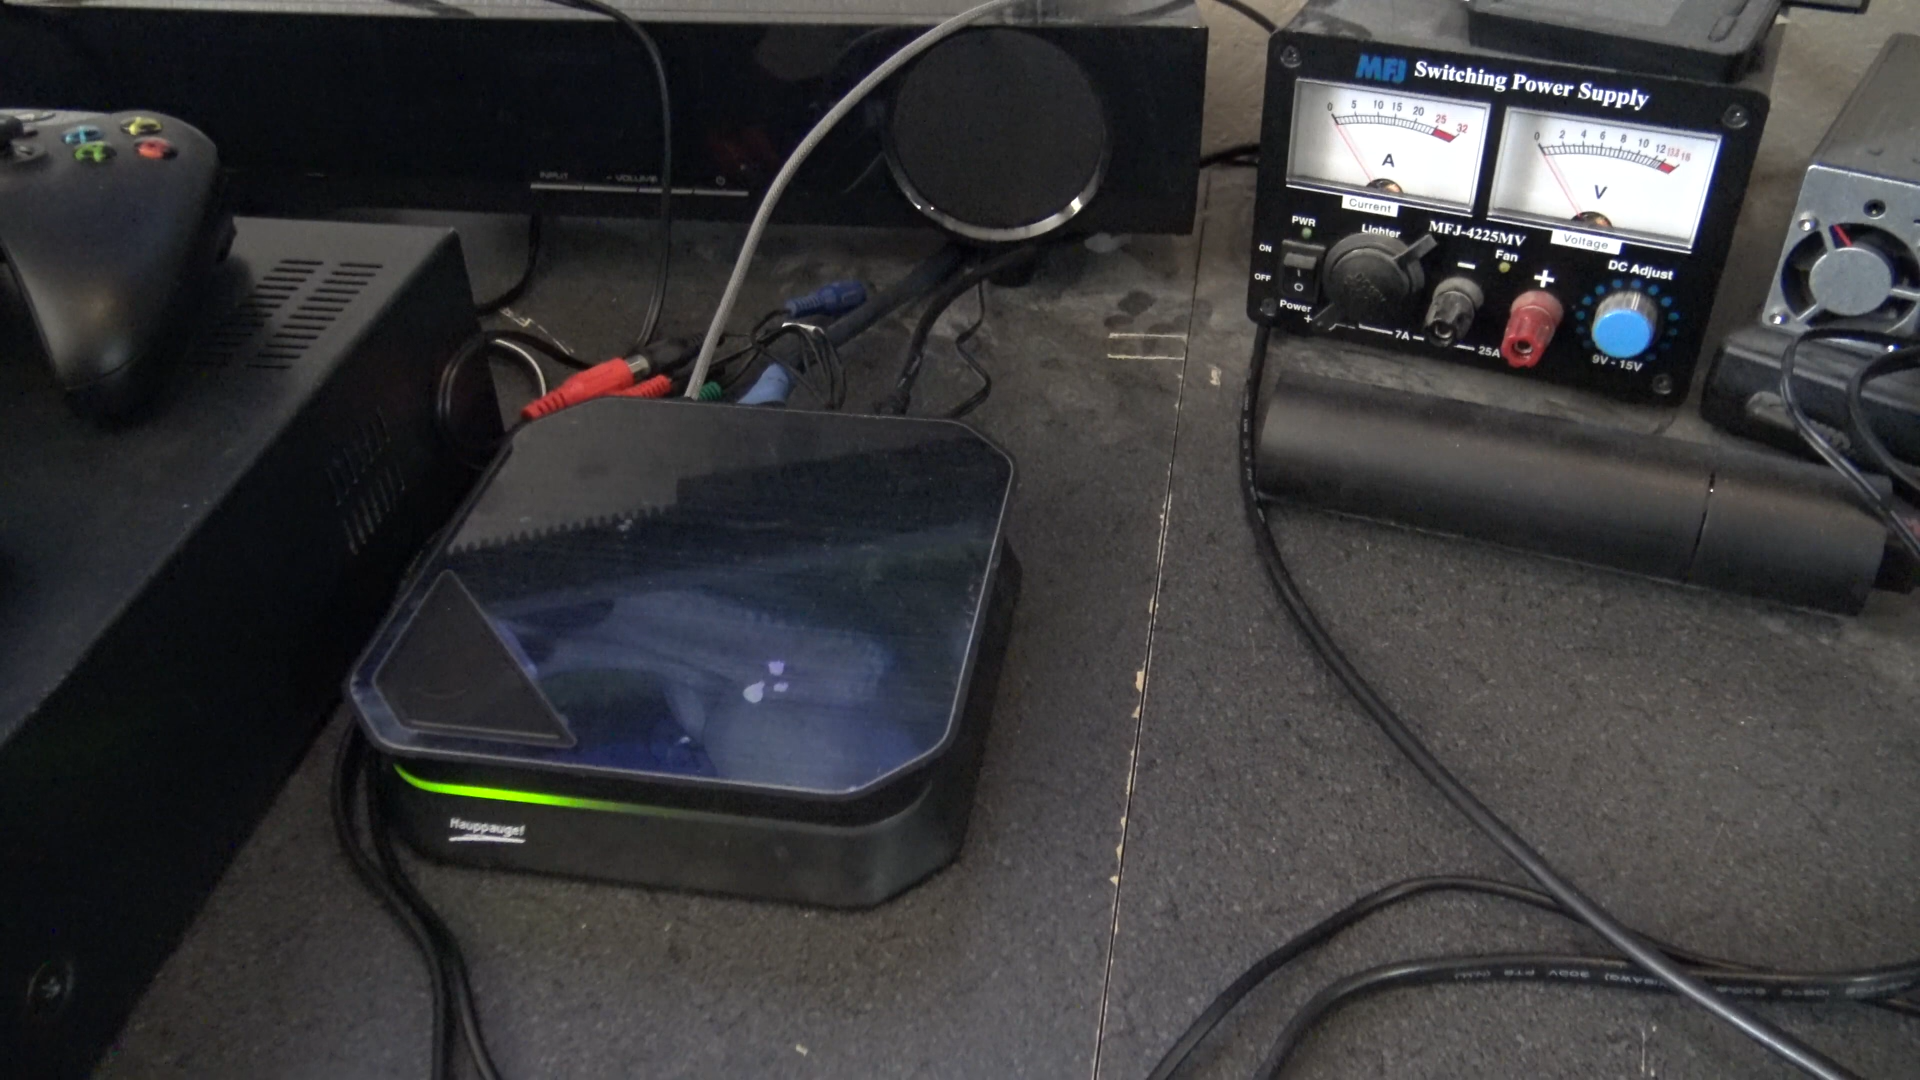 INPUT
- VOLUME
MFJ Switching Power Supply
0 5 10 15 20 25 32
A
Current
0 2 4 6 8 10 12 13.8 16
V
Voltage
PWR
ON
OFF
Power
Lighter
MFJ-4225MV
Fan
- +
DC Adjust
+
7A
25A
9V - 15V
Hauppauge!